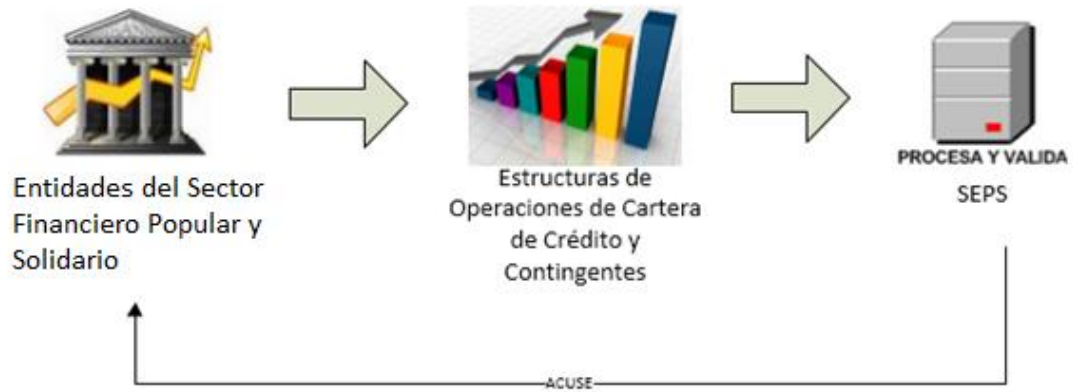 Entidades del Sector
Financiero Popular y
Solidario
Estructuras de
Operaciones de Cartera
de Crédito y
Contingentes
PROCESA Y VALIDA
SEPS
ACUSE